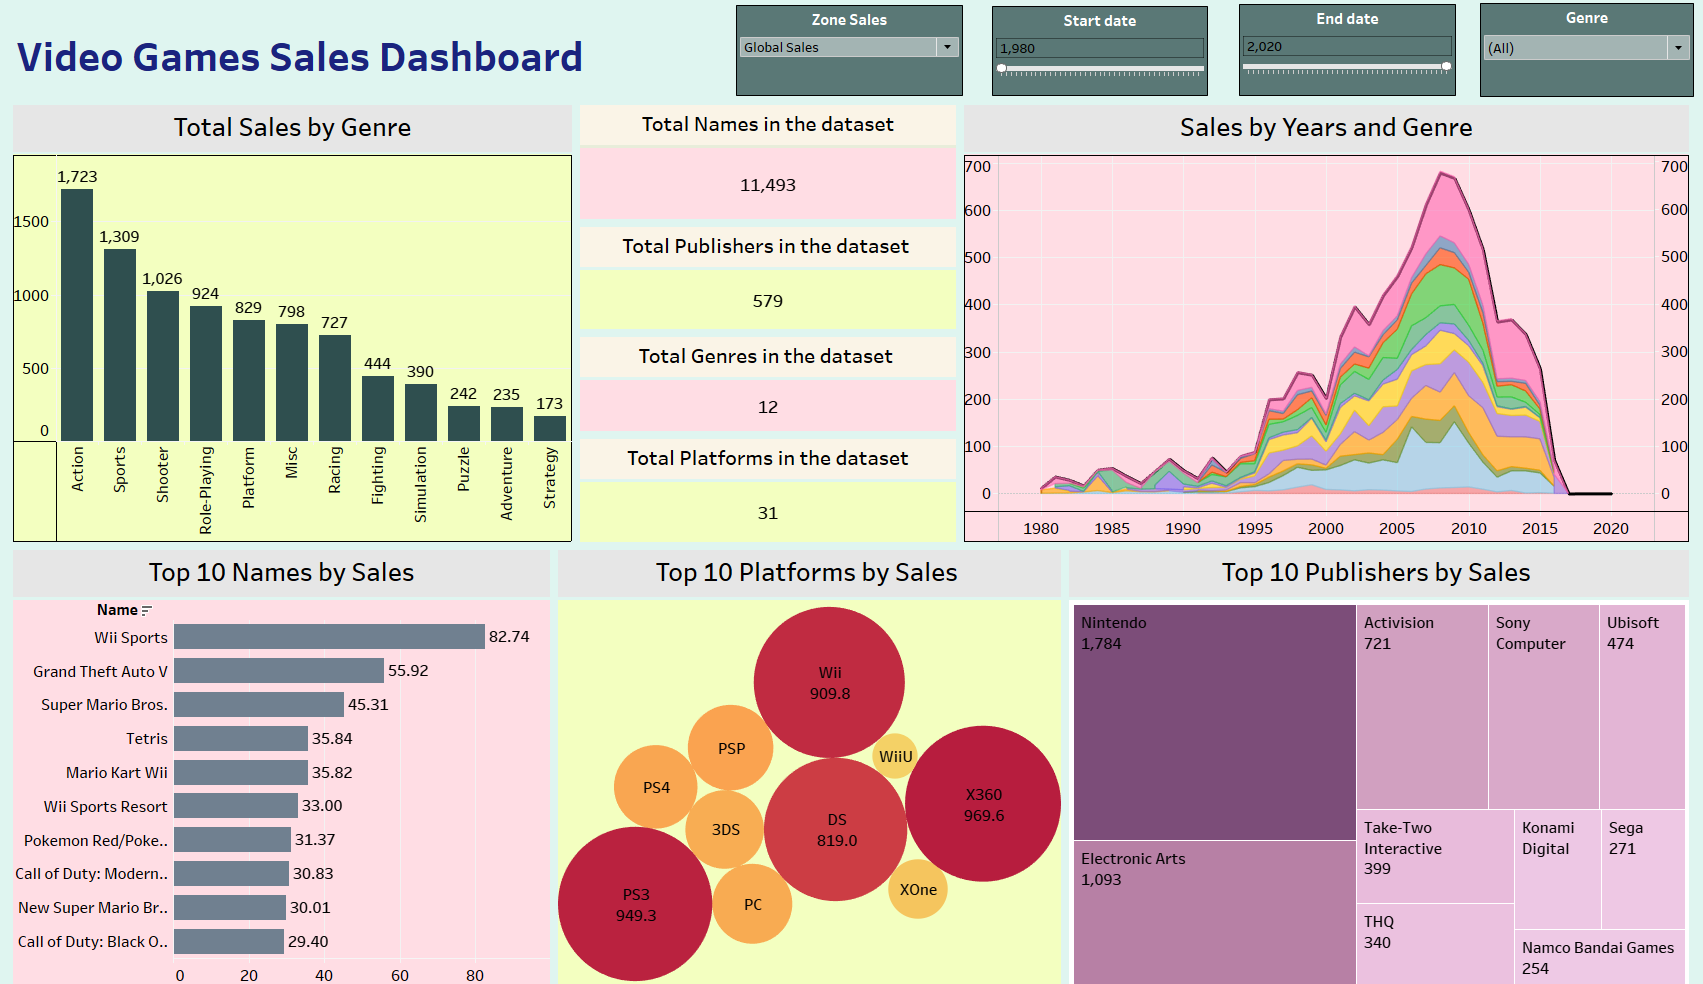 Video Games Sales Dashboard
Zone Sales
Global Sales
Start date
1,980
End date
2,020
Genre
(All)
Total Sales by Genre
1500
1000
500
0
1,723
1,309
1,026
924
829
798
727
444
390
242
235
173
Action
Sports
Shooter
Role-Playing
Platform
Misc
Racing
Fighting
Simulation
Puzzle
Adventure
Strategy
Total Names in the dataset
11,493
Total Publishers in the dataset
579
Total Genres in the dataset
12
Total Platforms in the dataset
31
Sales by Years and Genre
700
600
500
400
300
200
100
0
700
600
500
400
300
200
100
0
1980
1985
1990
1995
2000
2005
2010
2015
2020
Top 10 Names by Sales
Name
Wii Sports 82.74
Grand Theft Auto V 55.92
Super Mario Bros. 45.31
Tetris 35.84
Mario Kart Wii 35.82
Wii Sports Resort 33.00
Pokemon Red/Poke.. 31.37
Call of Duty: Modern.. 30.83
New Super Mario Br.. 30.01
Call of Duty: Black O.. 29.40
0 20 40 60 80
Top 10 Platforms by Sales
Wii
909.8
PSP
WiiU
PS4
X360
969.6
3DS
DS
819.0
PS3
949.3
PC
XOne
Top 10 Publishers by Sales
Nintendo
1,784
Electronic Arts
1,093
Activision
721
Sony
Computer
Ubisoft
474
Take-Two
Interactive
399
THQ
340
Konami
Digital
Sega
271
Namco Bandai Games
254